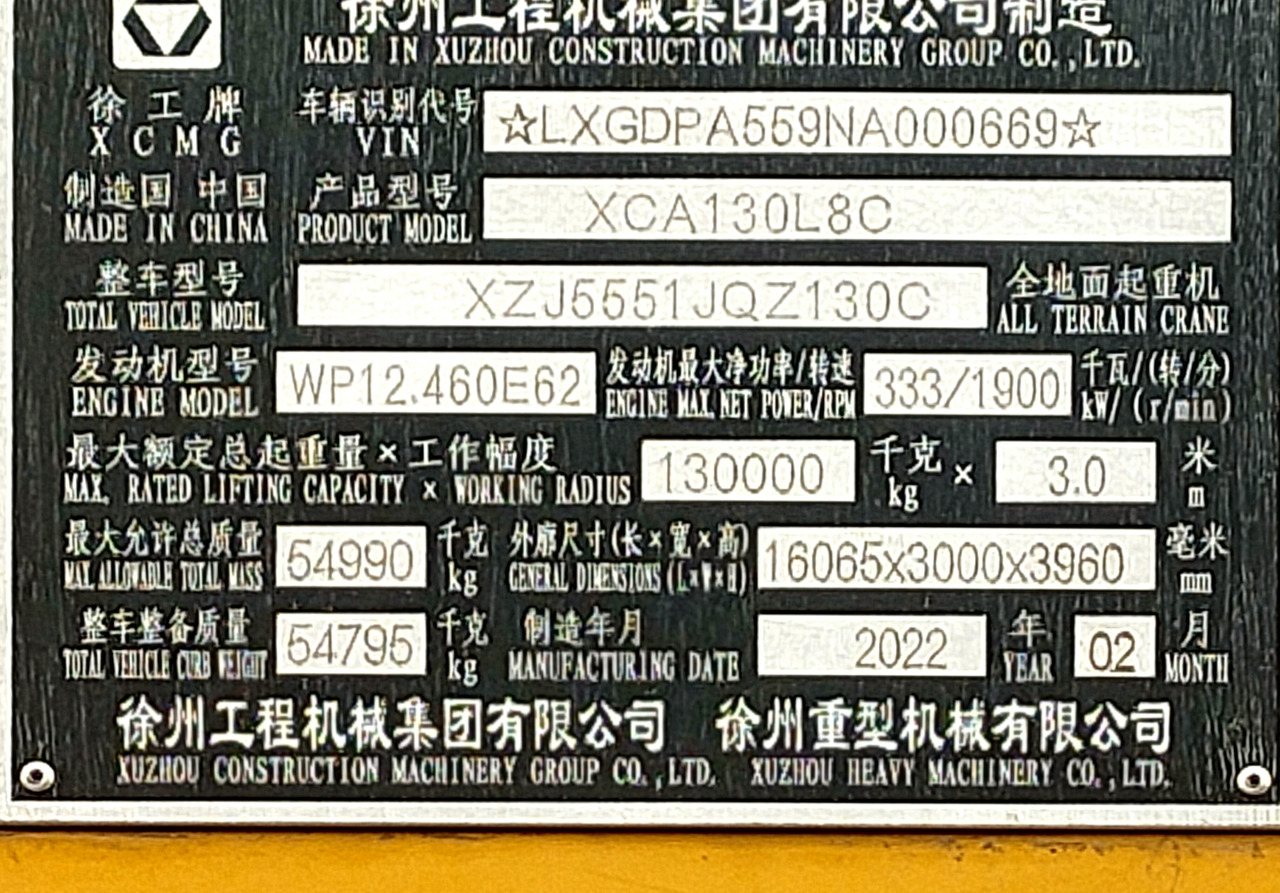 徐州工程机械集团有限公司制造
MADE IN XUZHOU CONSTRUCTION MACHINERY GROUP CO.,LTD.
徐工牌 车辆识别代号 ☆LXGDPA559NA000669☆
XCMG VIN
制造国 中国 产品型号 XCA130L8C
MADE IN CHINA PRODUCT MODEL
整车型号 XZJ5551JQZ130C 全地面起重机
TOTAL VEHICLE MODEL ALL TERRAIN CRANE
发动机型号 WP12.460E62 发动机最大净功率/转速 333/1900 千瓦/(转/分)
ENGINE MODEL ENGINE MAX.NET POWER/RPM kW/(r/min)
最大额定总起重量×工作幅度 130000 千克 × 3.0 米
MAX. RATED LIFTING CAPACITY × WORKING RADIUS kg m
最大允许总质量 54990 千克 外廓尺寸(长×宽×高) 16065x3000x3960 毫米
MAX.ALLOWABLE TOTAL MASS kg GENERAL DIMENSIONS (L×W×H) mm
整车整备质量 54795 千克 制造年月 2022 年 02 月
TOTAL VEHICLE CURB WEIGHT kg MANUFACTURING DATE YEAR MONTH
徐州工程机械集团有限公司 徐州重型机械有限公司
XUZHOU CONSTRUCTION MACHINERY GROUP CO.,LTD. XUZHOU HEAVY MACHINERY CO.,LTD.